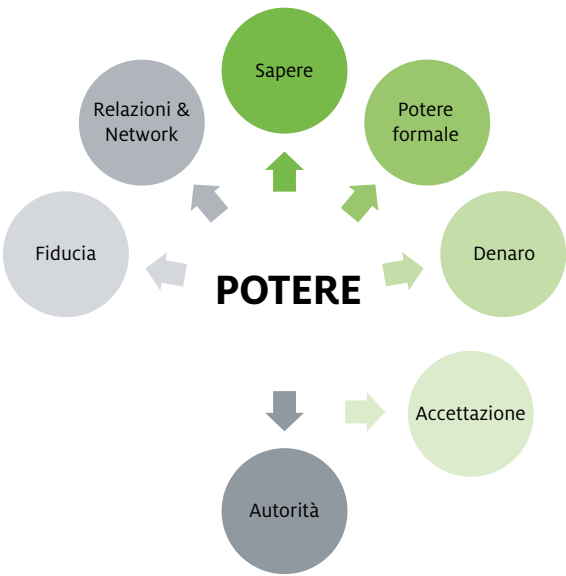 Sapere
Relazioni &
Network
Potere
formale
Fiducia
Denaro
POTERE
Accettazione
Autorità